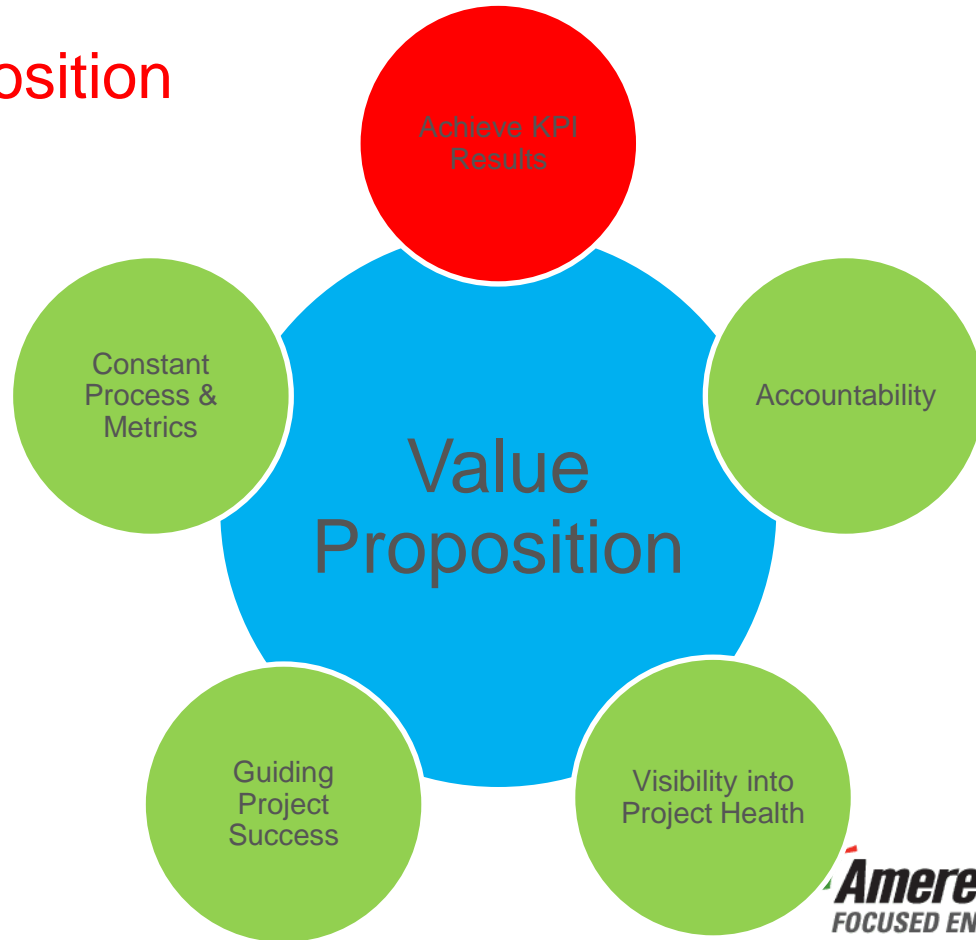 osition
Achieve KPI
Results
Constant
Process &
Metrics
Accountability
Value
Proposition
Guiding
Project
Success
Visibility into
Project Health
Amere
FOCUSED EN